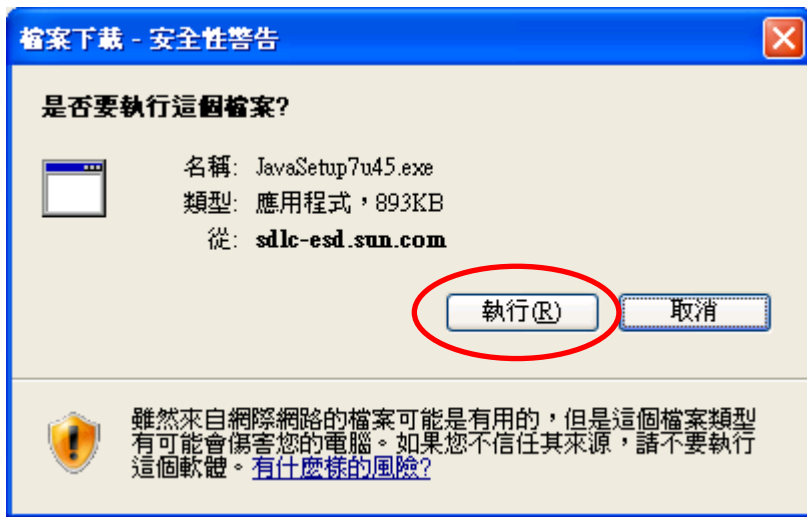 檔案下載 - 安全性警告
是否要執行這個檔案?
名稱: JavaSetup7u45.exe
類型: 應用程式，893KB
從: sdlc-esd.sun.com
執行(R) 取消
雖然來自網際網路的檔案可能是有用的，但是這個檔案類型
有可能會傷害您的電腦。如果您不信任其來源，請不要執行
這個軟體。有什麼樣的風險?